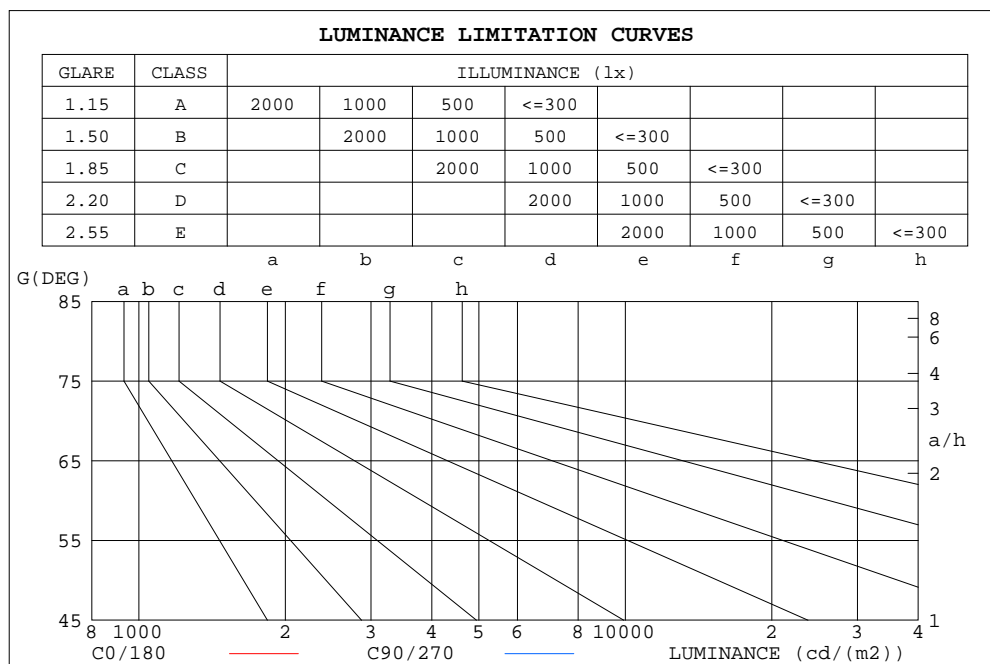 LUMINANCE LIMITATION CURVES
GLARE CLASS ILLUMINANCE (lx)
1.15 A 2000 1000 500 <=300
1.50 B 2000 1000 500 <=300
1.85 C 2000 1000 500 <=300
2.20 D 2000 1000 500 <=300
2.55 E 2000 1000 500 <=300
a b c d e f g h
G(DEG)
a b c d e f g h
85
8
6
75
4
3
a/h
65
2
55
45
1
8 1000 2 3 4 5 6 8 10000 2 3 4
C0/180 C90/270 LUMINANCE (cd/(m2))